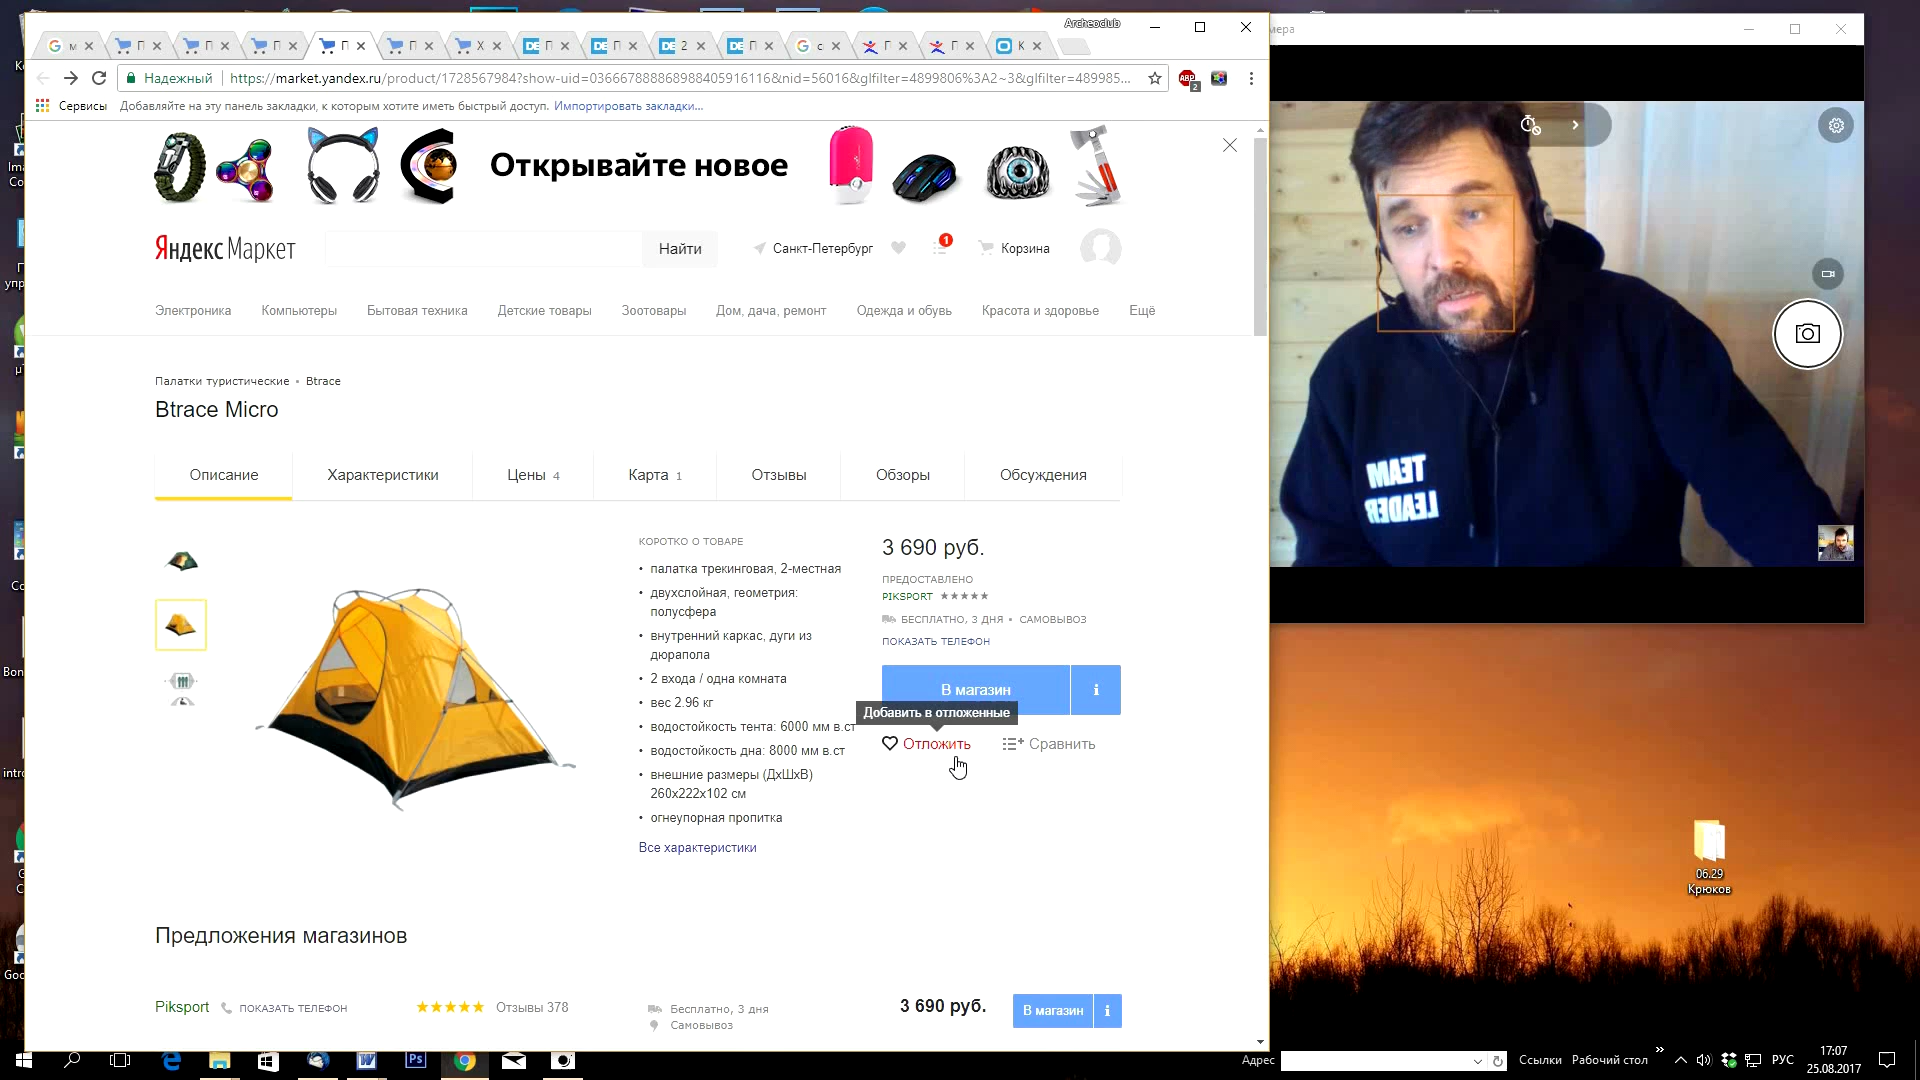 Archeoclub
Надежный
https://market.yandex.ru/product/1728567984?show-uid=036667888868988405916116&nid=56016&glfilter=4899806%3A2~3&glfilter=489985...
Сервисы
Добавляйте на эту панель закладки, к которым хотите иметь быстрый доступ. Импортировать закладки...
Открывайте новое
Яндекс Маркет
Найти
Санкт-Петербург
1
Корзина
Электроника
Компьютеры
Бытовая техника
Детские товары
Зоотовары
Дом, дача, ремонт
Одежда и обувь
Красота и здоровье
Ещё
Палатки туристические • Btrace
Btrace Micro
Описание
Характеристики
Цены 4
Карта 1
Отзывы
Обзоры
Обсуждения
КОРОТКО О ТОВАРЕ
• палатка трекинговая, 2-местная
• двухслойная, геометрия:
полусфера
• внутренний каркас, дуги из
дюрапола
• 2 входа / одна комната
• вес 2.96 кг
• водостойкость тента: 6000 мм в.ст
• водостойкость дна: 8000 мм в.ст
• внешние размеры (ДхШхВ)
260x222x102 см
• огнеупорная пропитка
Все характеристики
3 690 руб.
ПРЕДОСТАВЛЕНО
PIKSPORT
БЕСПЛАТНО, 3 ДНЯ • САМОВЫВОЗ
ПОКАЗАТЬ ТЕЛЕФОН
В магазин
i
Добавить в отложенные
Отложить
Сравнить
Предложения магазинов
Piksport
ПОКАЗАТЬ ТЕЛЕФОН
Отзывы 378
Бесплатно, 3 дня
Самовывоз
3 690 руб.
В магазин
i
TEAM
LEADER
06.29
Крюков
Адрес
Ссылки
Рабочий стол
РУС
17:07
25.08.2017